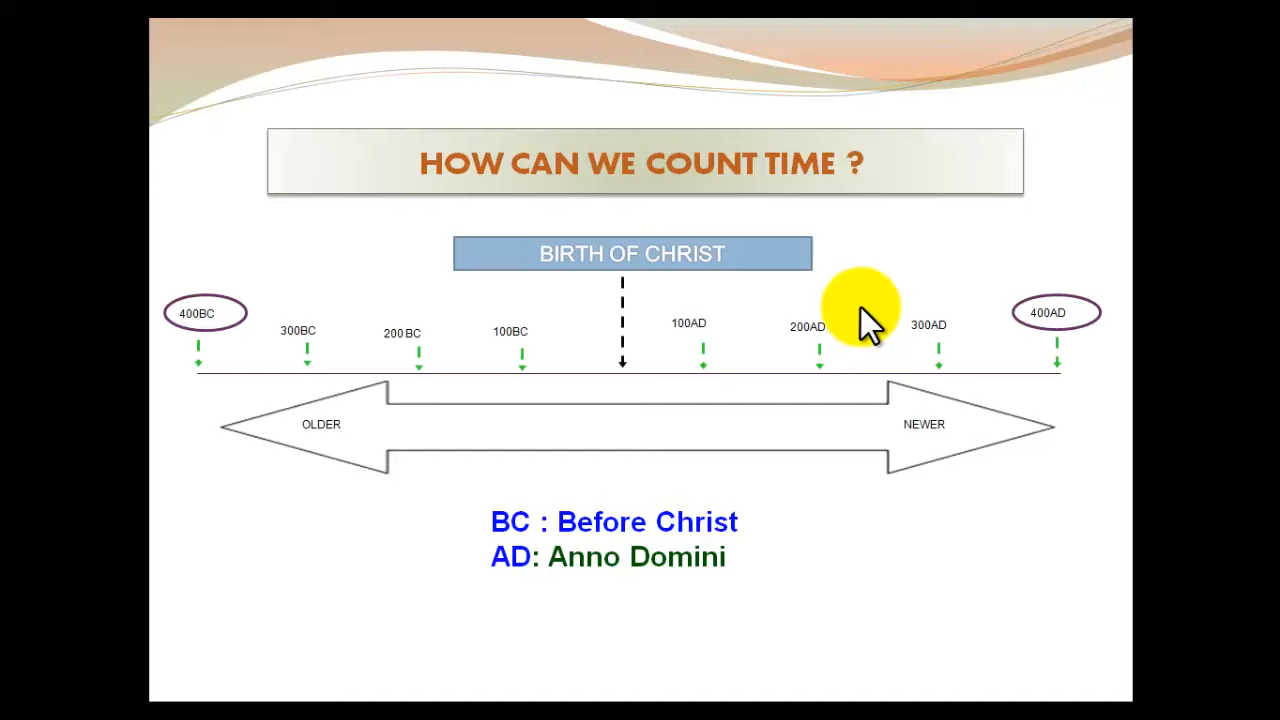 HOW CAN WE COUNT TIME ?
BIRTH OF CHRIST
400BC 300BC 200BC 100BC 100AD 200AD 300AD 400AD
OLDER NEWER
BC : Before Christ
AD: Anno Domini